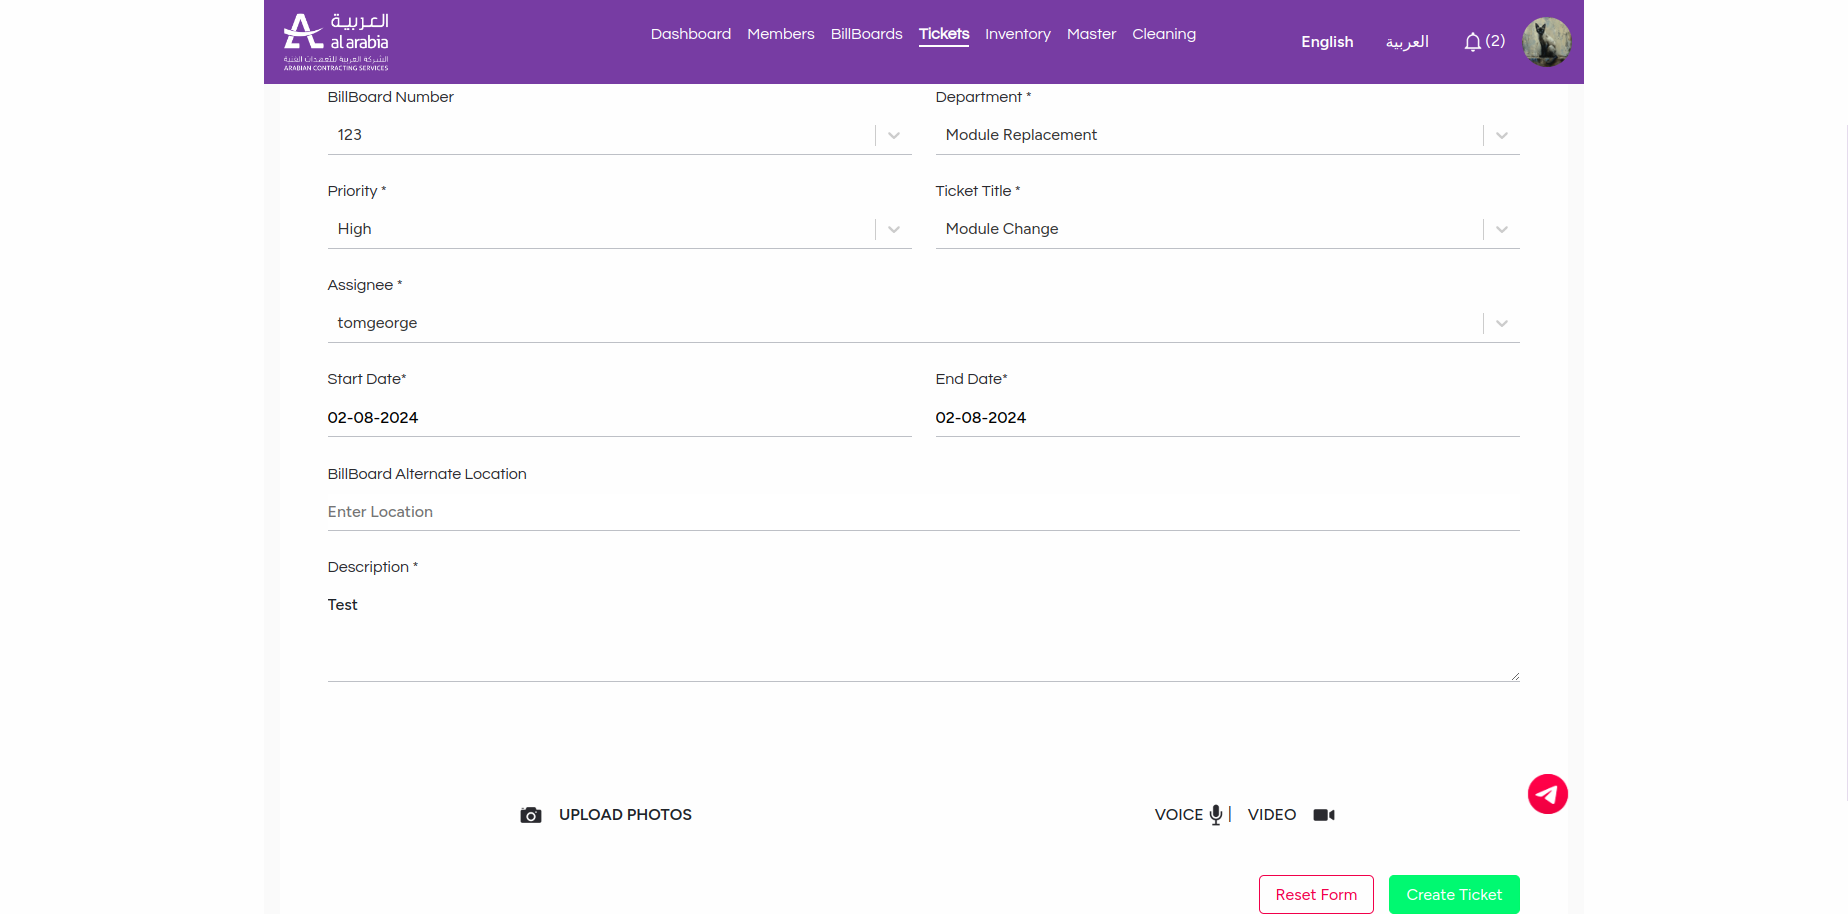 العربية
al arabia
الشركة العربية للتعهدات الفنية
ARABIAN CONTRACTING SERVICES
Dashboard Members BillBoards Tickets Inventory Master Cleaning
English العربية (2)
BillBoard Number Department *
123 Module Replacement
Priority * Ticket Title *
High Module Change
Assignee *
tomgeorge
Start Date* End Date*
02-08-2024 02-08-2024
BillBoard Alternate Location
Enter Location
Description *
Test
UPLOAD PHOTOS VOICE | VIDEO
Reset Form Create Ticket